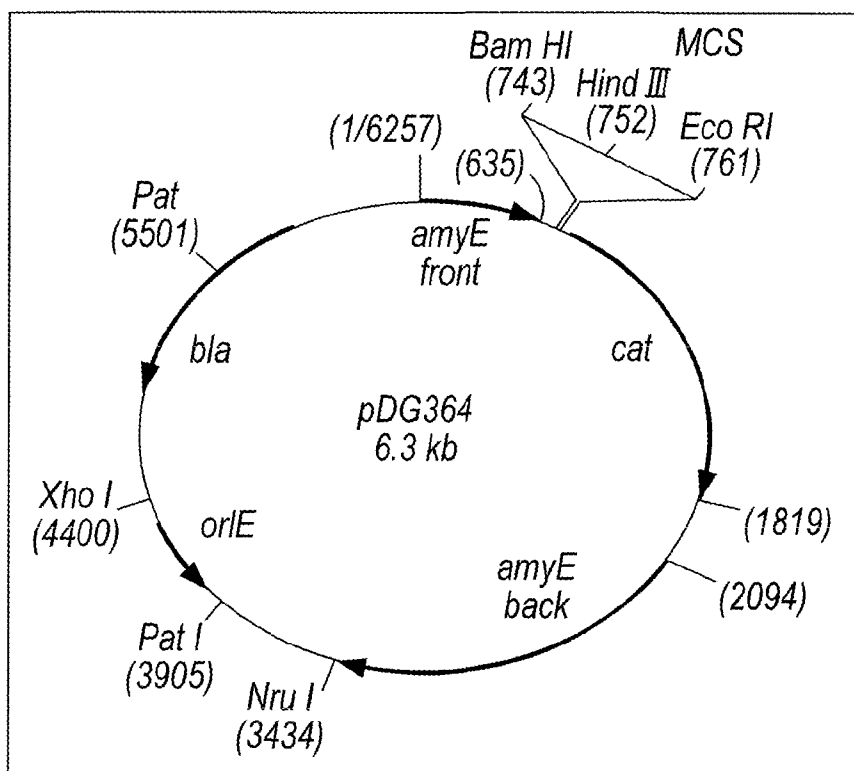 Bam HI
(743)
MCS
Hind III
(752)
Eco RI
(761)
(1/6257)
(635)
Pat
(5501)
amyE
front
bla
cat
pDG364
6.3 kb
Xho I
(4400)
orlE
(1819)
amyE
back
(2094)
Pat I
(3905)
Nru I
(3434)